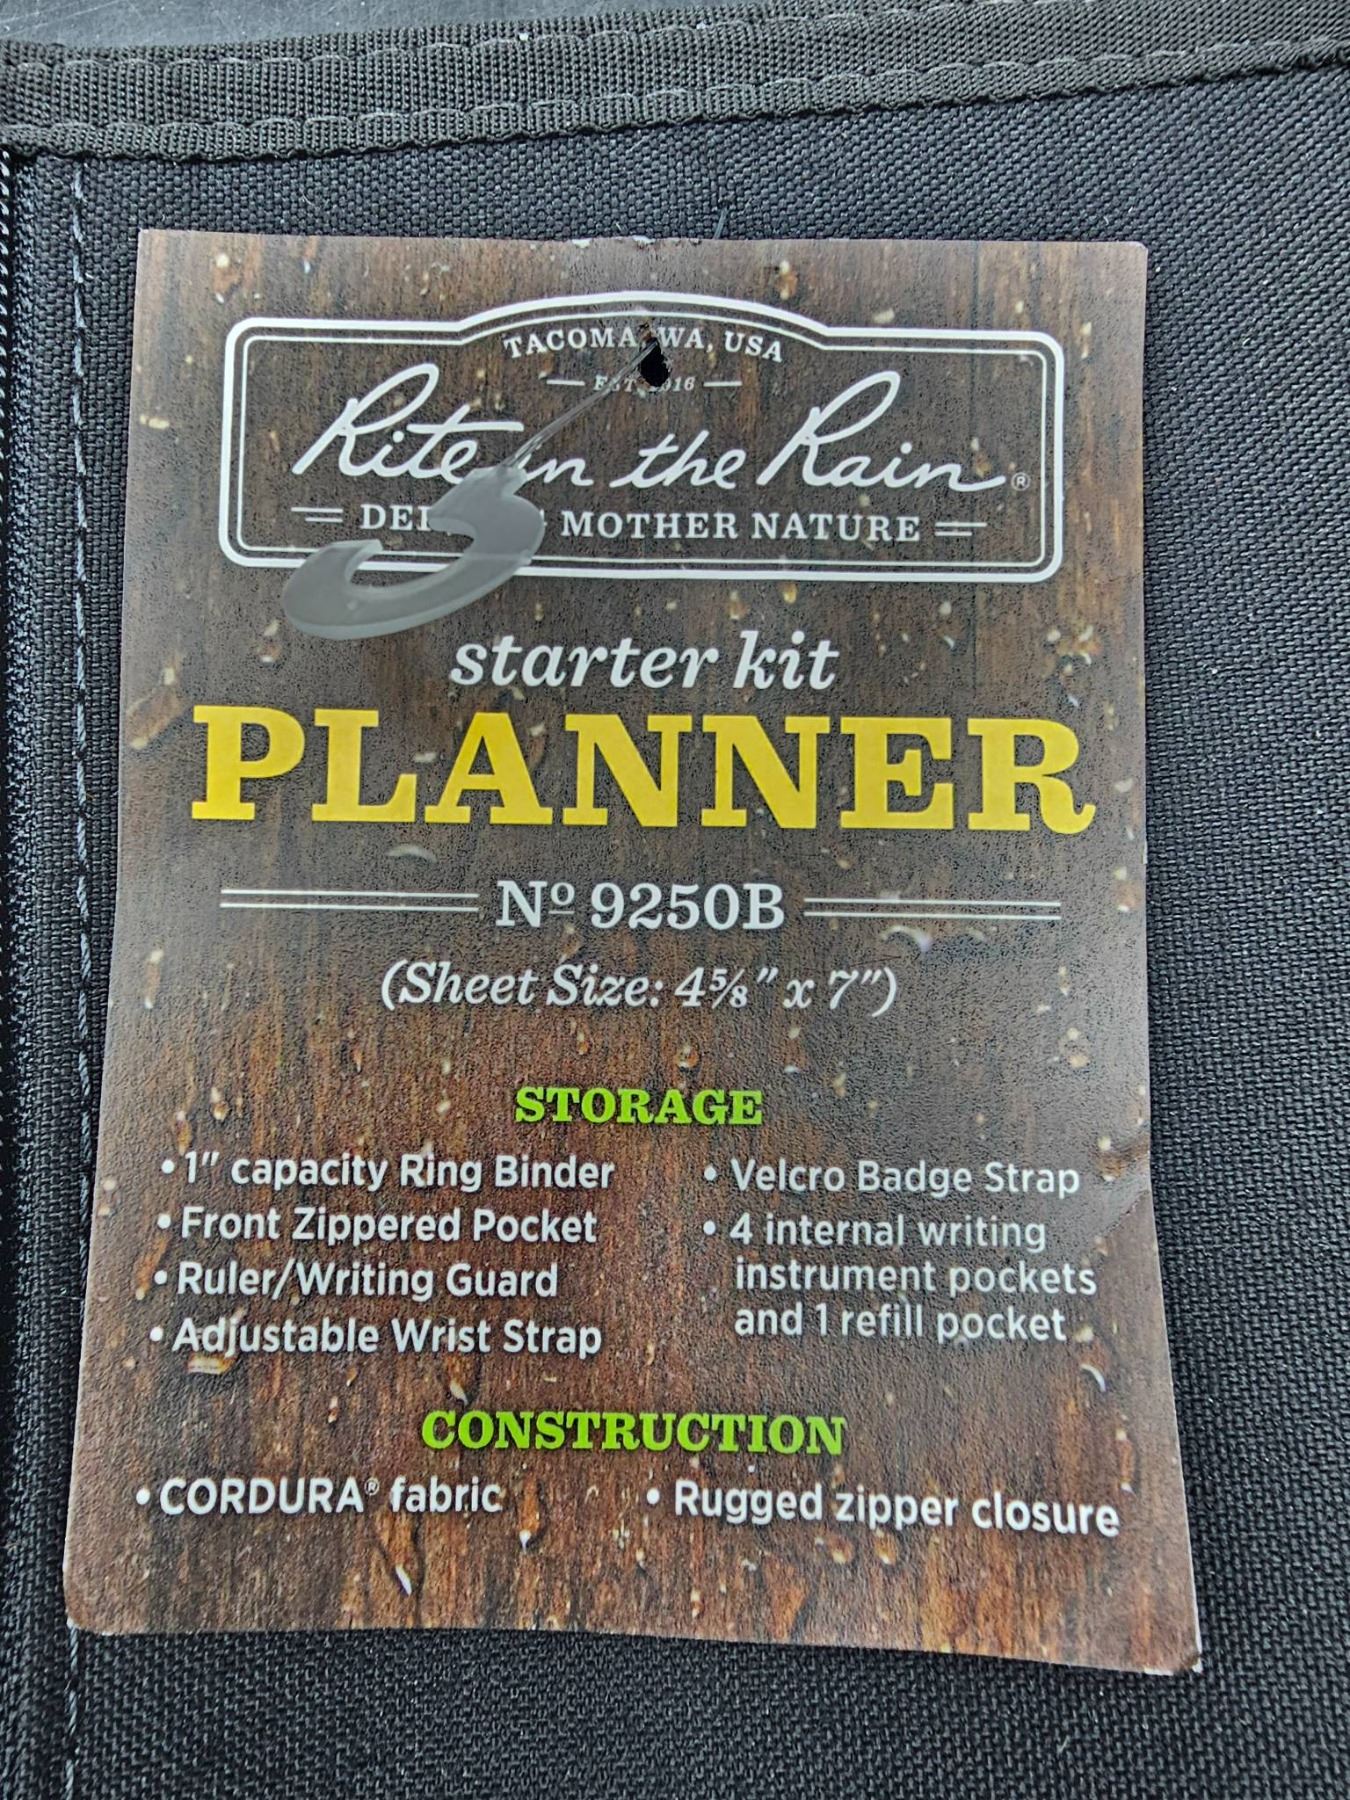 TACOMA, WA, USA
Rite in the Rain ®
MOTHER NATURE
starter kit
PLANNER
Nº 9250B
(Sheet Size: 4⅝" x 7")
STORAGE
• 1" capacity Ring Binder
• Front Zippered Pocket
• Ruler/Writing Guard
• Adjustable Wrist Strap
• Velcro Badge Strap
• 4 internal writing
instrument pockets
and 1 refill pocket
CONSTRUCTION
• CORDURA® fabric
• Rugged zipper closure